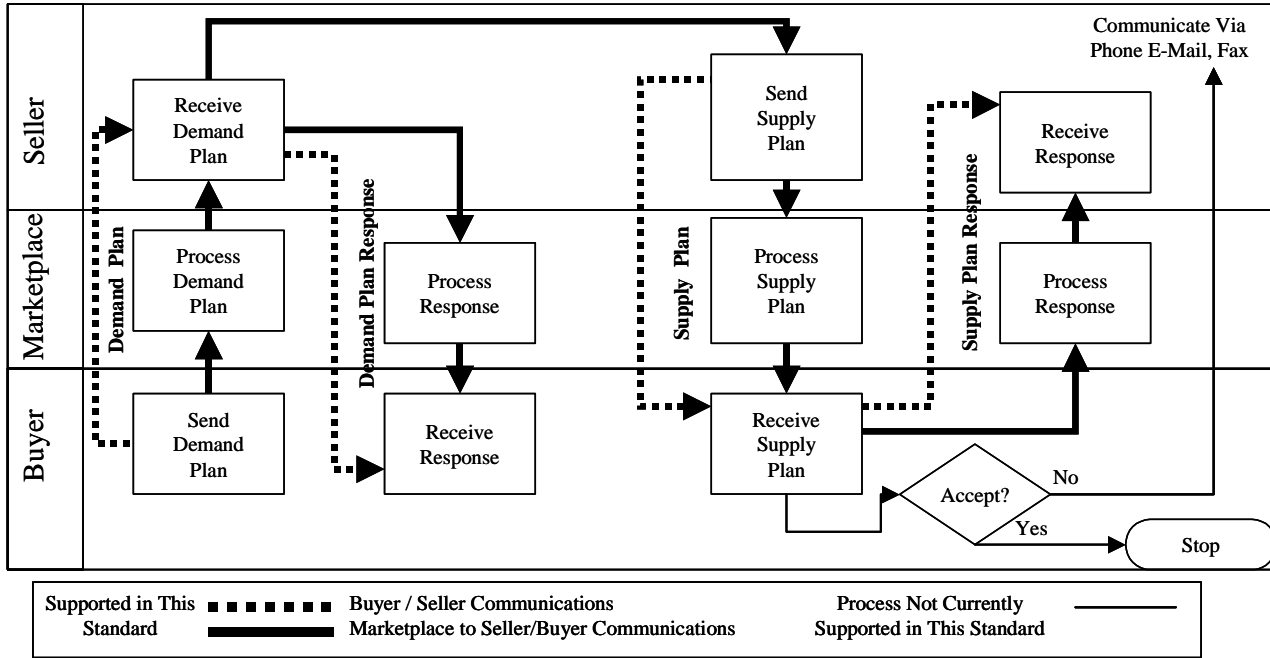 Seller
Marketplace
Buyer
Communicate Via
Phone E-Mail, Fax
Receive
Demand
Plan
Send
Supply
Plan
Receive
Response
Demand Plan
Process
Demand
Plan
Demand Plan Response
Process
Response
Supply Plan
Process
Supply
Plan
Supply Plan Response
Process
Response
Send
Demand
Plan
Receive
Response
Receive
Supply
Plan
Accept?
No
Yes
Stop
Supported in This
Standard
Buyer / Seller Communications
Marketplace to Seller/Buyer Communications
Process Not Currently
Supported in This Standard